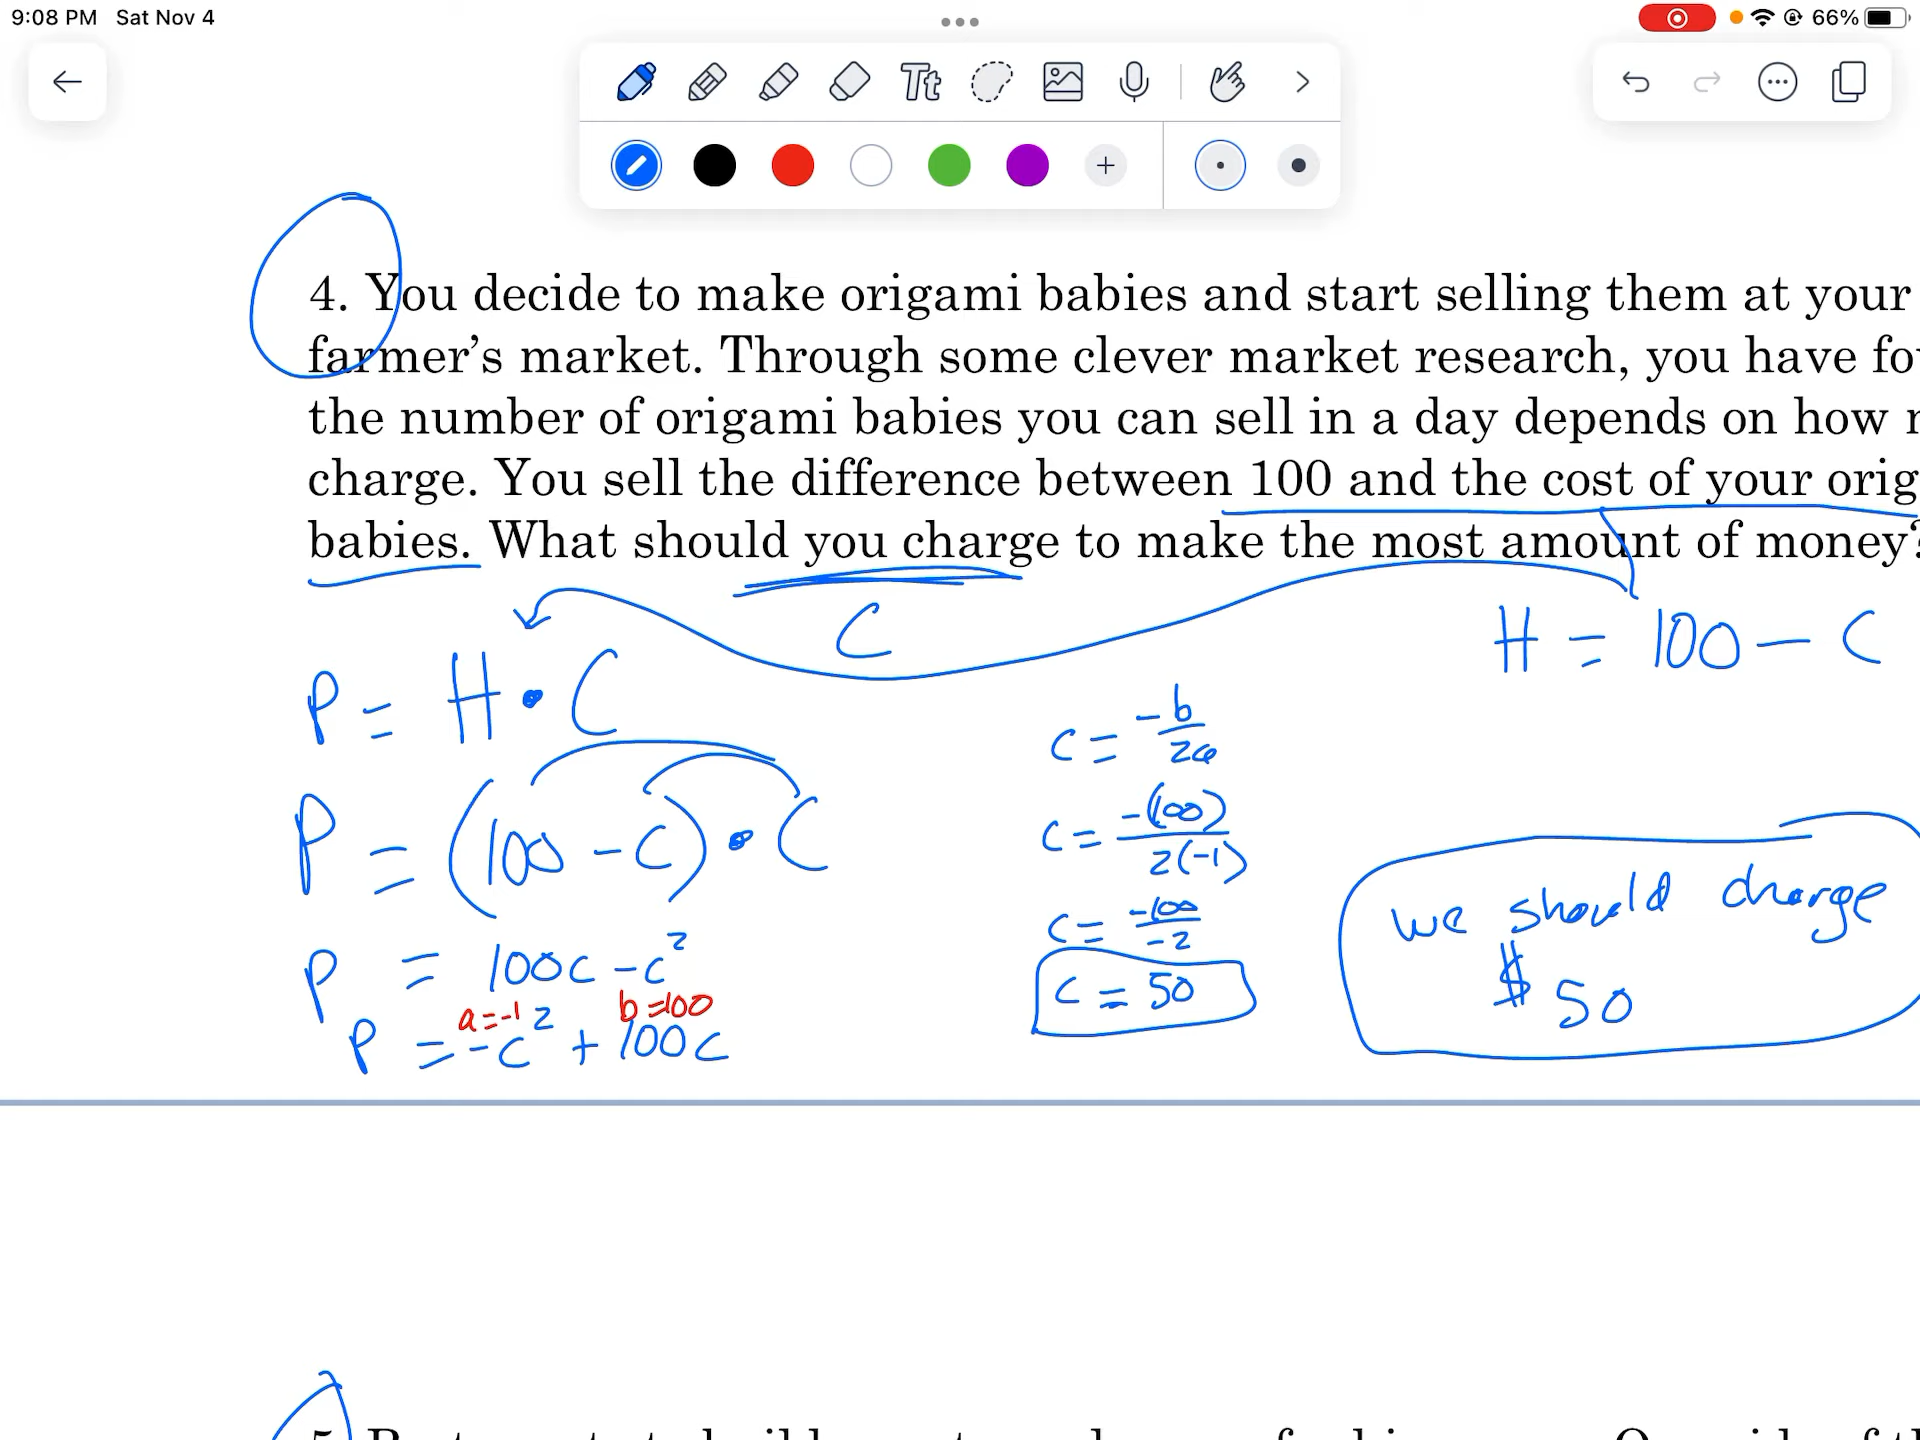 9:08 PM Sat Nov 4
66%
Tt
4. You decide to make origami babies and start selling them at your
farmer's market. Through some clever market research, you have fo
the number of origami babies you can sell in a day depends on how
charge. You sell the difference between 100 and the cost of your orig
babies. What should you charge to make the most amount of money?
C
H = 100 - C
P = H • C
C = -b/2a
P = (100 - C) • C
C = -(100)/2(-1)
we should charge
$50
C = -100/-2
P = 100C - C²
C = 50
a=-1 b=100
P = -C² + 100C
5.